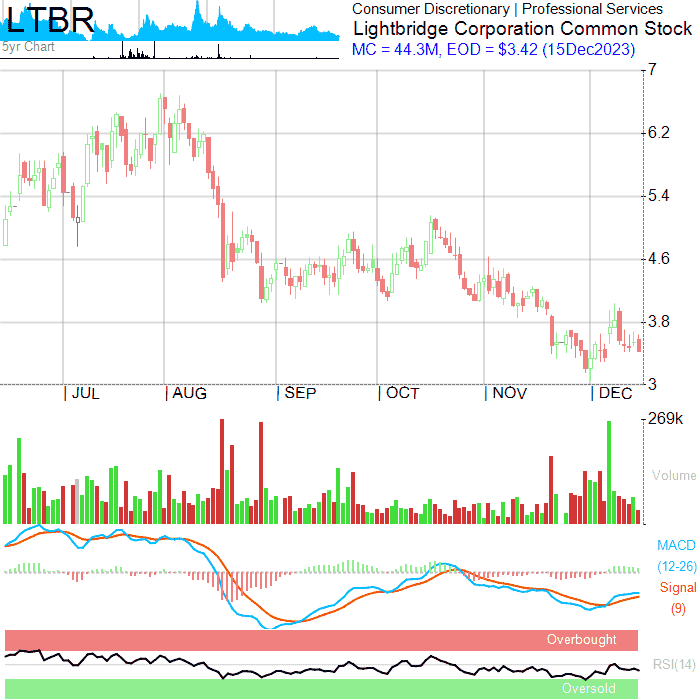 LTBR
5yr Chart
Consumer Discretionary | Professional Services
Lightbridge Corporation Common Stock
MC = 44.3M, EOD = $3.42 (15Dec2023)
7
6.2
5.4
4.6
3.8
3
JUL
AUG
SEP
OCT
NOV
DEC
269k
Volume
MACD
(12-26)
Signal
(9)
Overbought
RSI(14)
Oversold